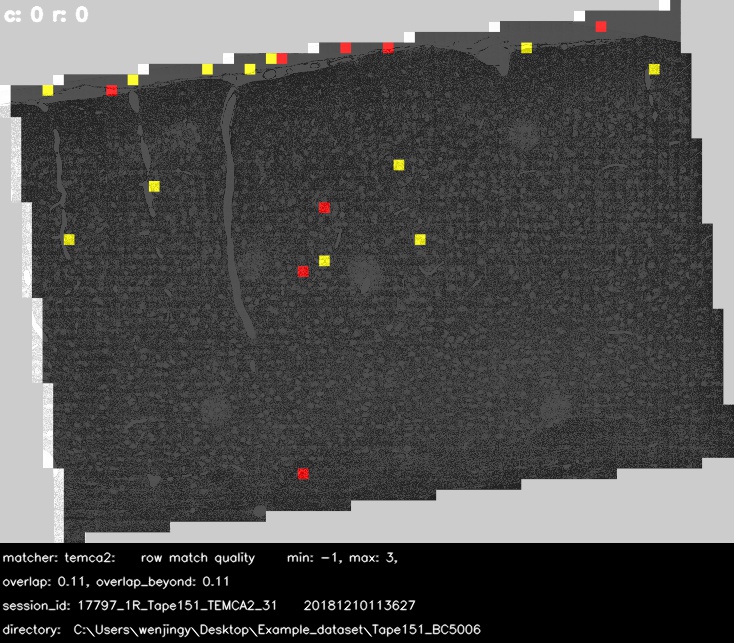 c: 0 r: 0
matcher: temca2: row match quality min: -1, max: 3,
overlap: 0.11, overlap_beyond: 0.11
session_id: 17797_1R_Tape151_TEMCA2_31 20181210113627
directory: C:\Users\wenjingy\Desktop\Example_dataset\Tape151_BC5006